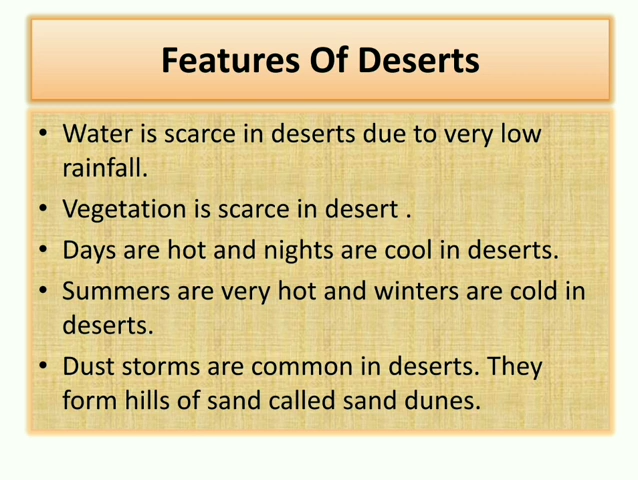 Features Of Deserts
• Water is scarce in deserts due to very low
rainfall.
• Vegetation is scarce in desert .
• Days are hot and nights are cool in deserts.
• Summers are very hot and winters are cold in
deserts.
• Dust storms are common in deserts. They
form hills of sand called sand dunes.